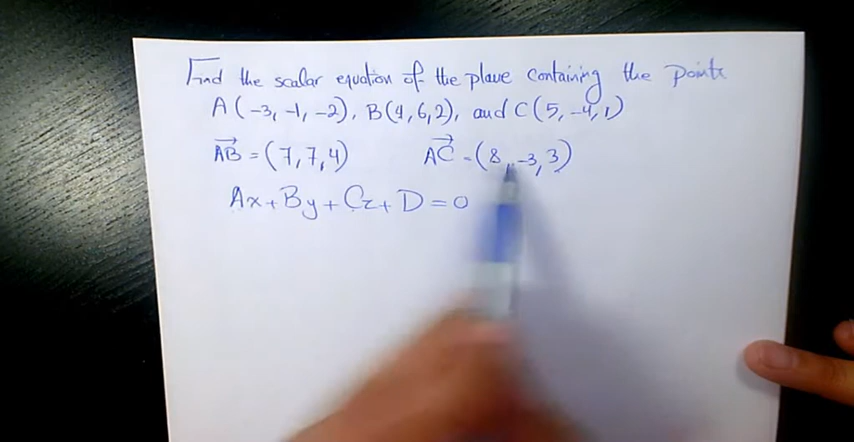 Find the scalar equation of the plane containing the points
A(-3, -1, -2), B(4, 6, 2), and C(5, -4, 1)
AB = (7, 7, 4) AC = (8, -3, 3)
Ax + By + Cz + D = 0